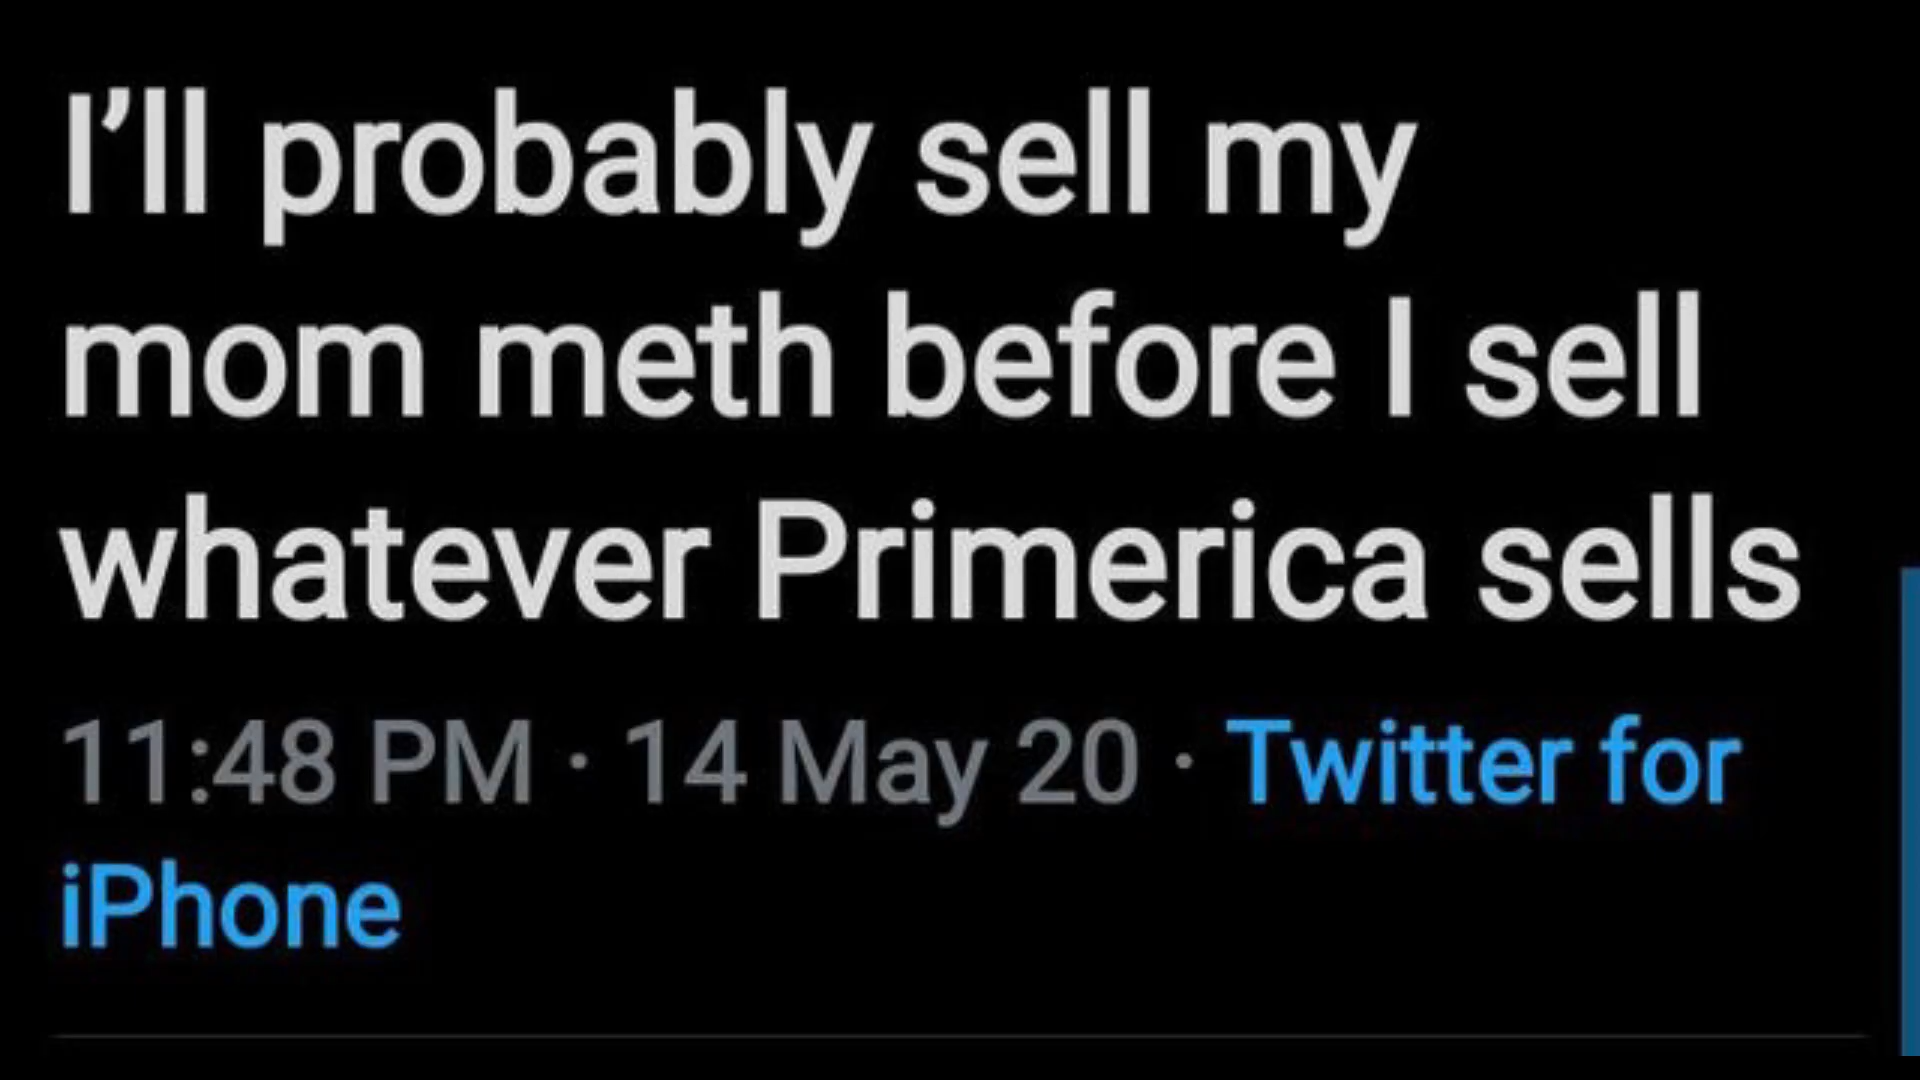 I’ll probably sell my
mom meth before I sell
whatever Primerica sells
11:48 PM · 14 May 20 · Twitter for
iPhone